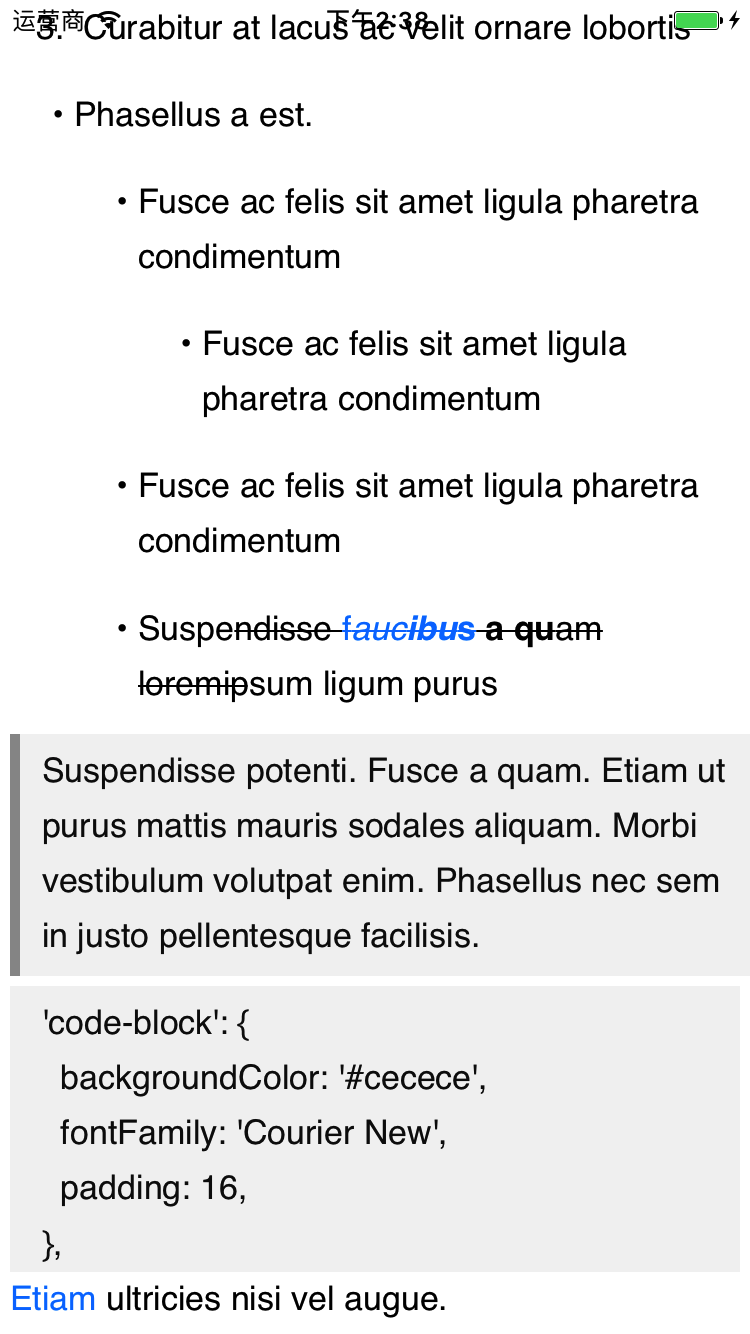 运营商 下午2:38
3. Curabitur at lacus ac velit ornare lobortis
• Phasellus a est.
• Fusce ac felis sit amet ligula pharetra
condimentum
• Fusce ac felis sit amet ligula
pharetra condimentum
• Fusce ac felis sit amet ligula pharetra
condimentum
• Suspendisse faucibus a quam
loremipsum ligum purus
Suspendisse potenti. Fusce a quam. Etiam ut
purus mattis mauris sodales aliquam. Morbi
vestibulum volutpat enim. Phasellus nec sem
in justo pellentesque facilisis.
'code-block': {
backgroundColor: '#cecece',
fontFamily: 'Courier New',
padding: 16,
},
Etiam ultricies nisi vel augue.